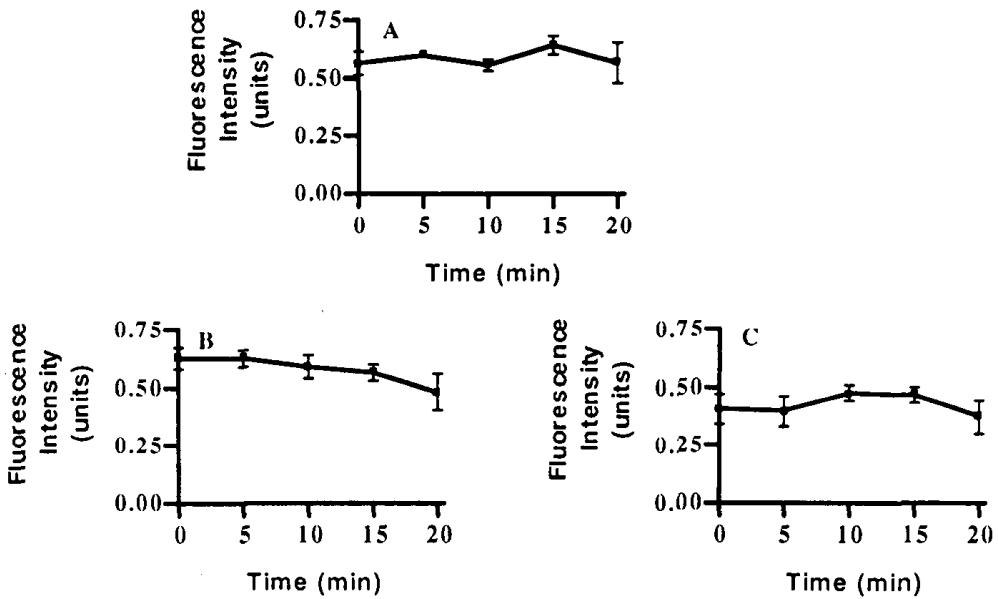 A
Fluorescence
Intensity
(units)
0.75
0.50
0.25
0.00
0 5 10 15 20
Time (min)
B
Fluorescence
Intensity
(units)
0.75
0.50
0.25
0.00
0 5 10 15 20
Time (min)
C
Fluorescence
Intensity
(units)
0.75
0.50
0.25
0.00
0 5 10 15 20
Time (min)